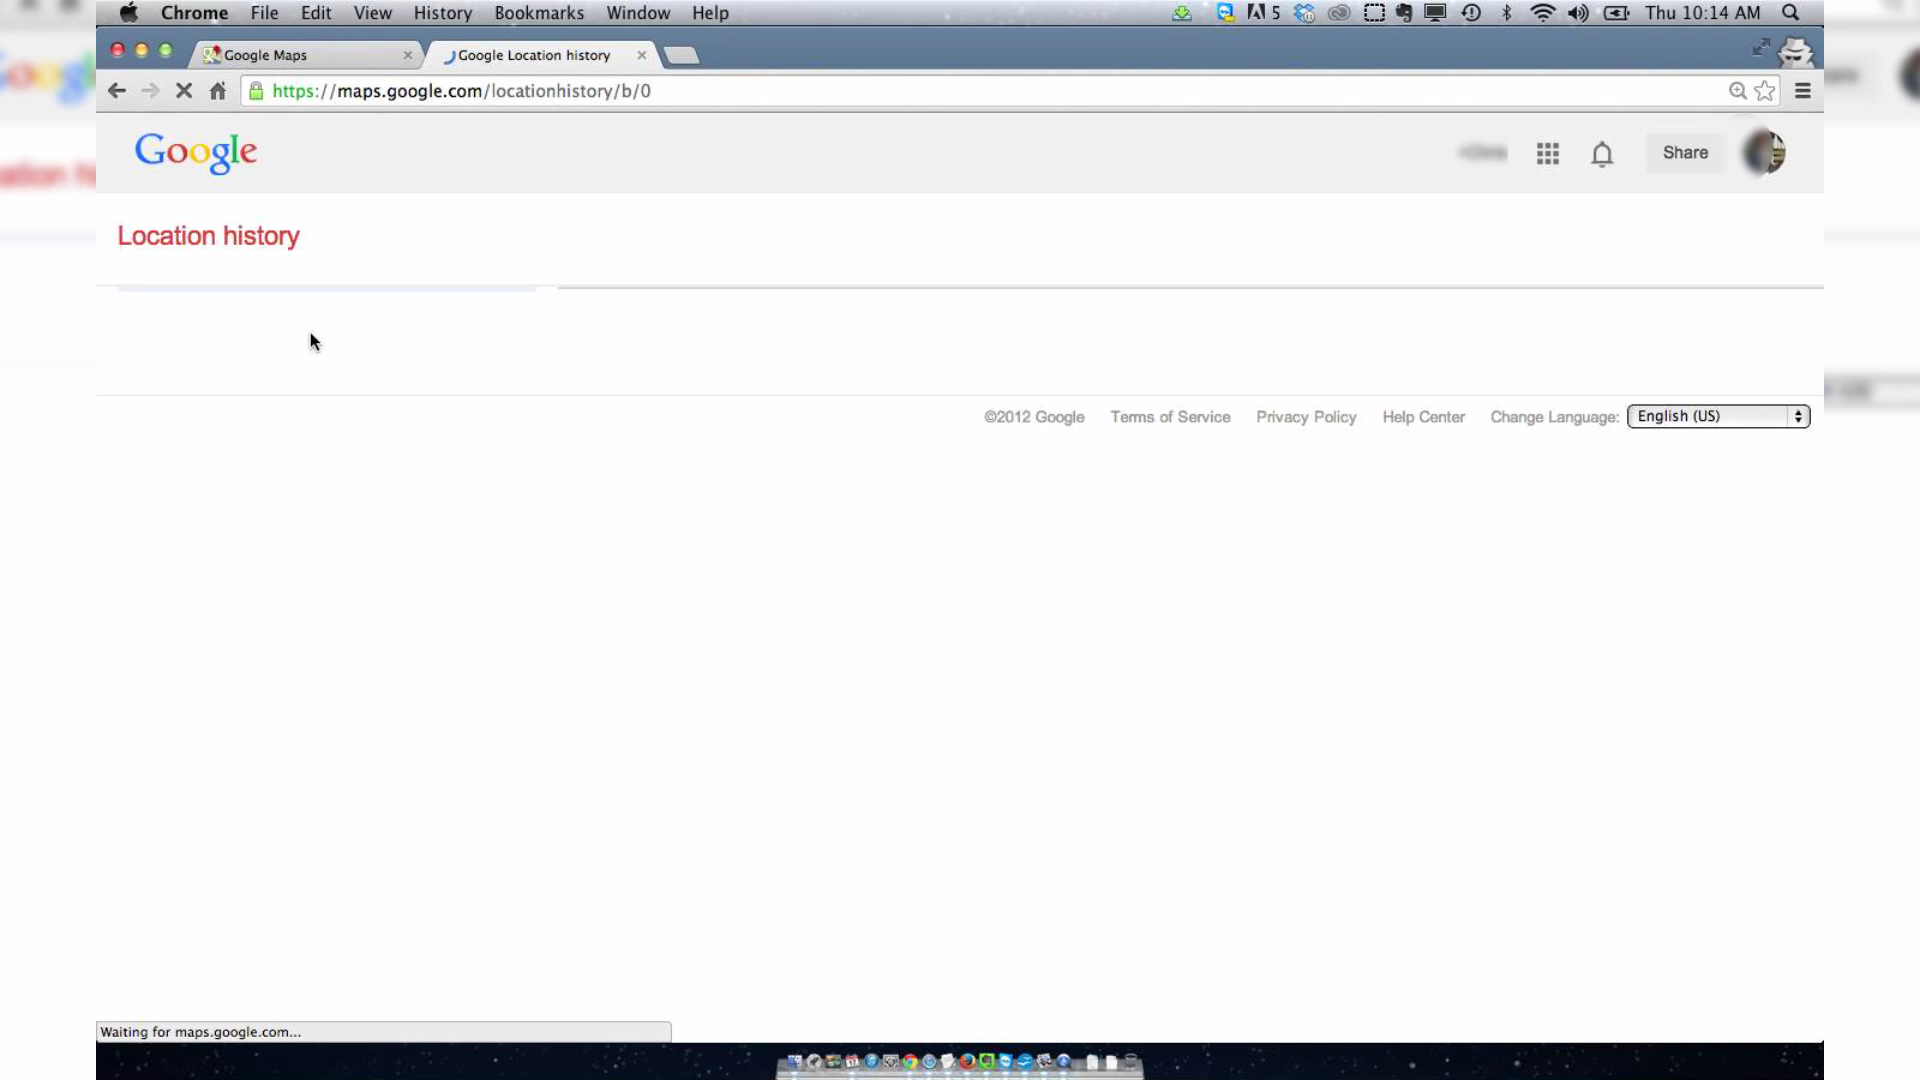 Chrome File Edit View History Bookmarks Window Help 5 Thu 10:14 AM
Google Maps Google Location history
https://maps.google.com/locationhistory/b/0
Google Share
Location history
©2012 Google Terms of Service Privacy Policy Help Center Change Language: English (US)
Waiting for maps.google.com...